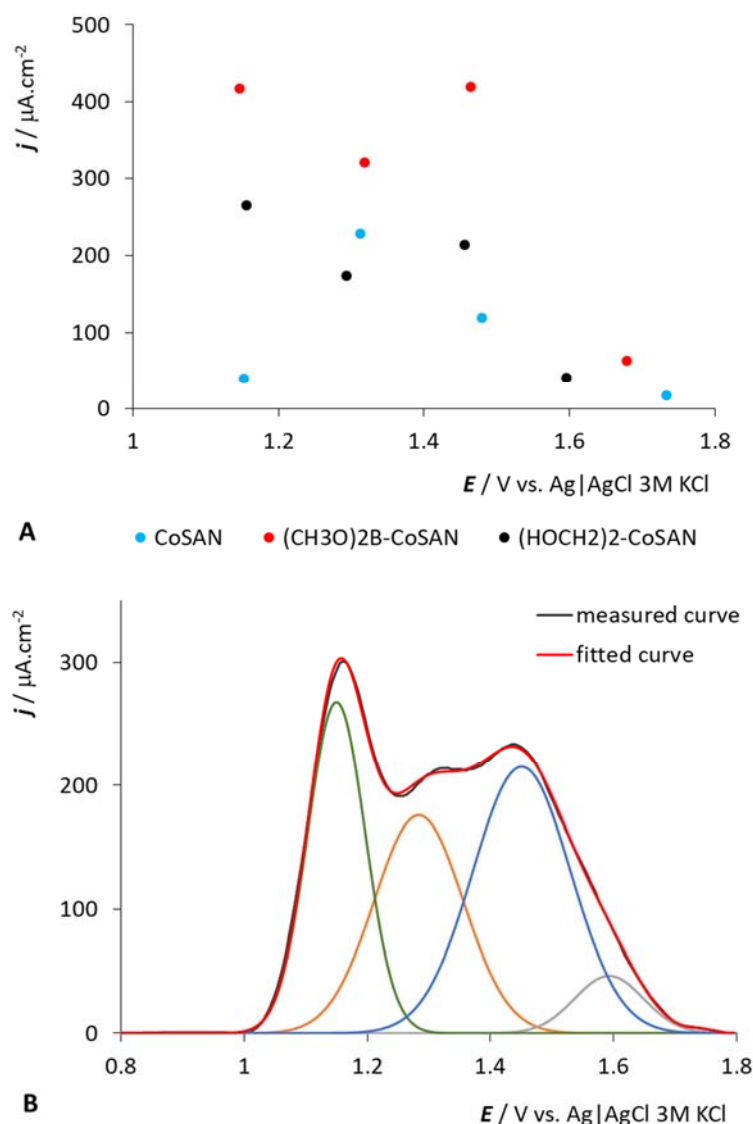 500
400
300
200
100
0
j / μA.cm-2
1 1.2 1.4 1.6 1.8
E / V vs. Ag|AgCl 3M KCl
A
CoSAN (CH3O)2B-CoSAN (HOCH2)2-CoSAN
measured curve
fitted curve
j / μA.cm-2
300
200
100
0
0.8 1 1.2 1.4 1.6 1.8
B
E / V vs. Ag|AgCl 3M KCl